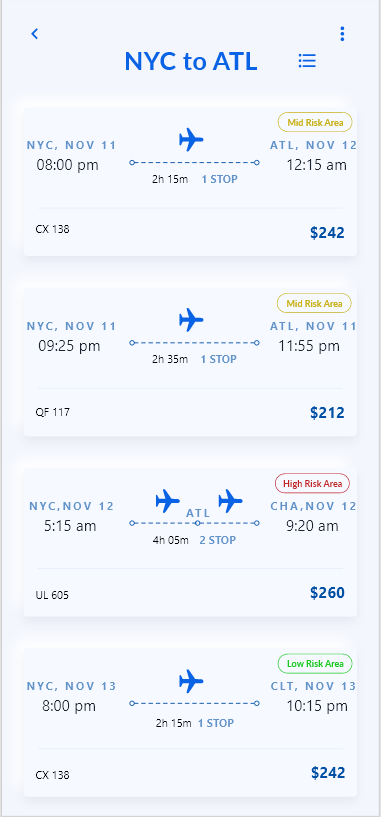 NYC to ATL
Mid Risk Area
NYC, NOV 11
ATL, NOV 12
08:00 pm
12:15 am
2h 15m 1 STOP
CX 138
$242
Mid Risk Area
NYC, NOV 11
ATL, NOV 11
09:25 pm
11:55 pm
2h 35m 1 STOP
QF 117
$212
High Risk Area
NYC,NOV 12
ATL
CHA,NOV 12
5:15 am
9:20 am
4h 05m 2 STOP
UL 605
$260
Low Risk Area
NYC, NOV 13
CLT, NOV 13
8:00 pm
10:15 pm
2h 15m 1 STOP
CX 138
$242